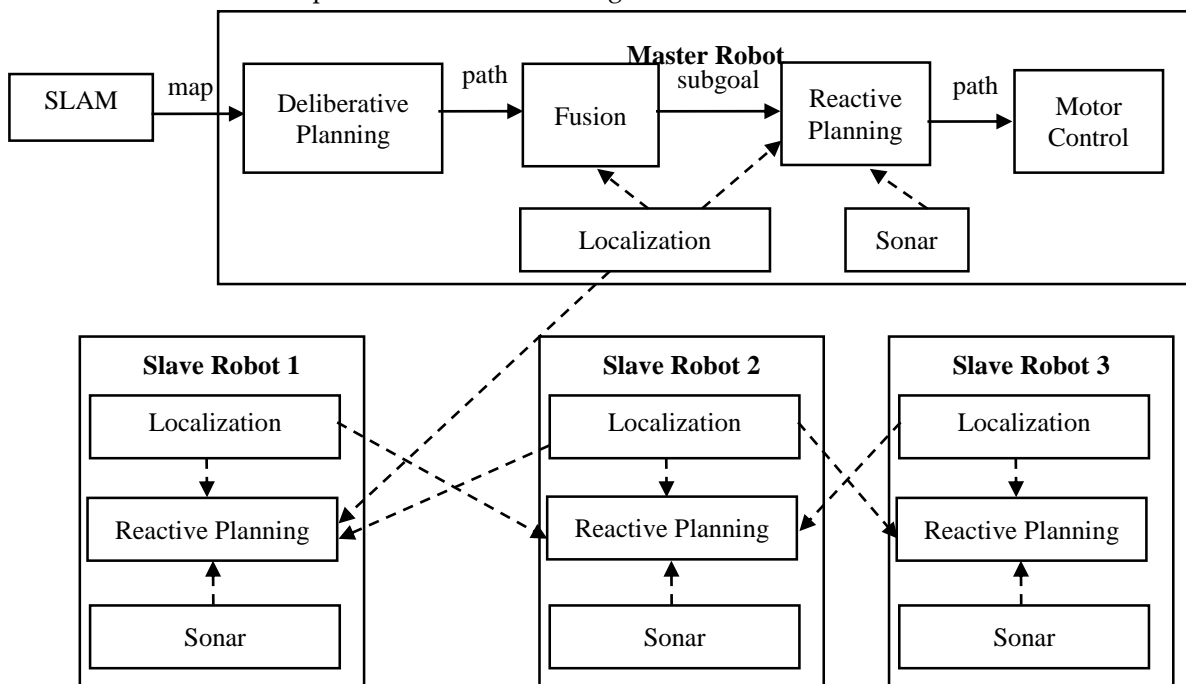 Master Robot
SLAM
map
Deliberative
Planning
path
Fusion
subgoal
Reactive
Planning
path
Motor
Control
Localization
Sonar
Slave Robot 1
Localization
Reactive Planning
Sonar
Slave Robot 2
Localization
Reactive Planning
Sonar
Slave Robot 3
Localization
Reactive Planning
Sonar